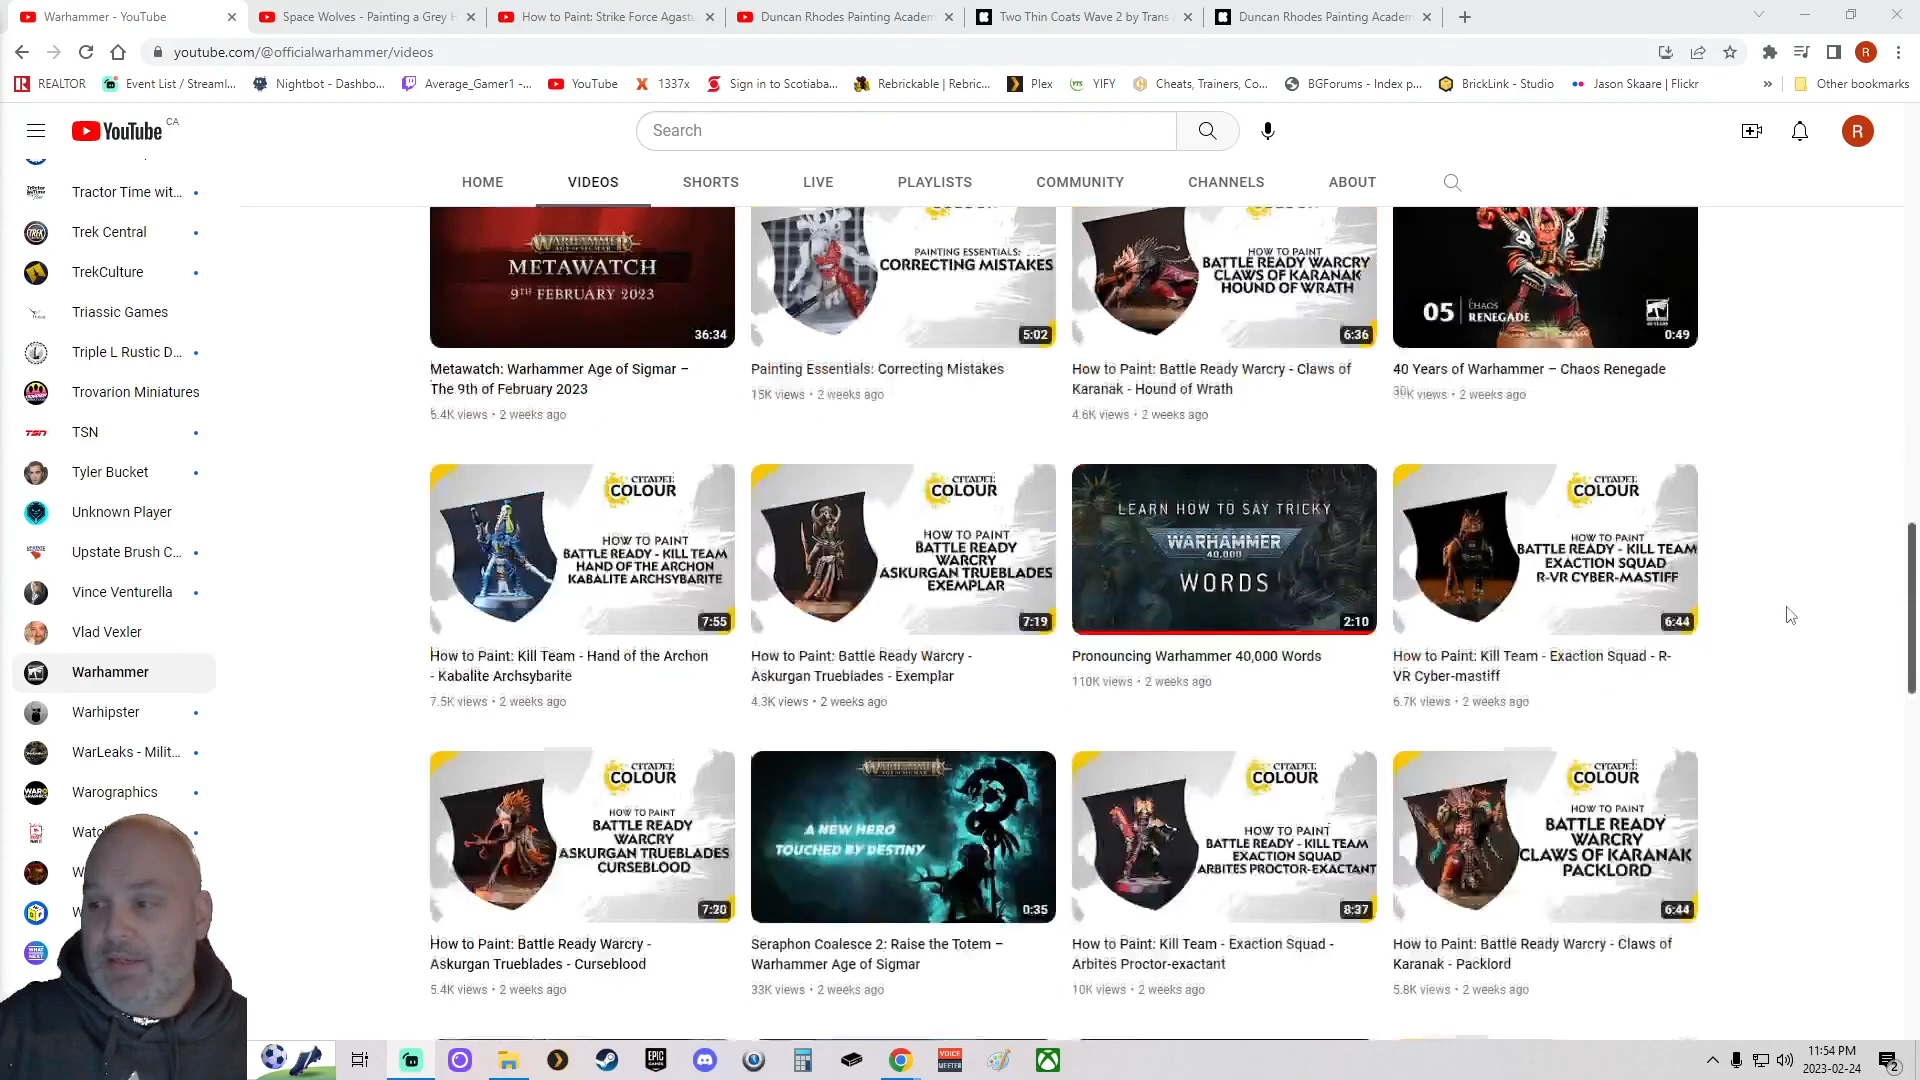 Warhammer - YouTube
Space Wolves - Painting a Grey H
How to Paint: Strike Force Agastu
Duncan Rhodes Painting Academ
Two Thin Coats Wave 2 by Trans
Duncan Rhodes Painting Academ
youtube.com/@officialwarhammer/videos
R
REALTOR
Event List / Streaml...
Nightbot - Dashbo...
Average_Gamer1 -...
YouTube
1337x
Sign in to Scotiaba...
Rebrickable | Rebric...
Plex
YIFY
Cheats, Trainers, Co...
BGForums - Index p...
BrickLink - Studio
Jason Skaare | Flickr
»
Other bookmarks
YouTube CA
Search
R
HOME
VIDEOS
SHORTS
LIVE
PLAYLISTS
COMMUNITY
CHANNELS
ABOUT
Tractor Time wit...
Trek Central
TrekCulture
Triassic Games
Triple L Rustic D...
Trovarion Miniatures
TSN
Tyler Bucket
Unknown Player
Upstate Brush C...
Vince Venturella
Vlad Vexler
Warhammer
Warhipster
WarLeaks - Milit...
Warographics
WARHAMMER
METAWATCH
9TH FEBRUARY 2023
36:34
Metawatch: Warhammer Age of Sigmar –
The 9th of February 2023
5.4K views • 2 weeks ago
PAINTING ESSENTIALS:
CORRECTING MISTAKES
5:02
Painting Essentials: Correcting Mistakes
15K views • 2 weeks ago
HOW TO PAINT
BATTLE READY WARCRY
CLAWS OF KARANAK
HOUND OF WRATH
6:36
How to Paint: Battle Ready Warcry - Claws of
Karanak - Hound of Wrath
4.6K views • 2 weeks ago
05
CHAOS
RENEGADE
0:49
40 Years of Warhammer – Chaos Renegade
30K views • 2 weeks ago
CITADEL
COLOUR
HOW TO PAINT
BATTLE READY - KILL TEAM
HAND OF THE ARCHON
KABALITE ARCHSYBARITE
7:55
How to Paint: Kill Team - Hand of the Archon
- Kabalite Archsybarite
7.5K views • 2 weeks ago
CITADEL
COLOUR
HOW TO PAINT
BATTLE READY
WARCRY
ASKURGAN TRUEBLADES
EXEMPLAR
7:19
How to Paint: Battle Ready Warcry -
Askurgan Trueblades - Exemplar
4.3K views • 2 weeks ago
LEARN HOW TO SAY TRICKY
WARHAMMER
40,000
WORDS
2:10
Pronouncing Warhammer 40,000 Words
110K views • 2 weeks ago
CITADEL
COLOUR
HOW TO PAINT
BATTLE READY - KILL TEAM
EXACTION SQUAD
R-VR CYBER-MASTIFF
6:44
How to Paint: Kill Team - Exaction Squad - R-
VR Cyber-mastiff
6.7K views • 2 weeks ago
CITADEL
COLOUR
HOW TO PAINT
BATTLE READY
WARCRY
ASKURGAN TRUEBLADES
CURSEBLOOD
7:20
How to Paint: Battle Ready Warcry -
Askurgan Trueblades - Curseblood
5.4K views • 2 weeks ago
WARHAMMER
A NEW HERO
TOUCHED BY DESTINY
0:35
Seraphon Coalesce 2: Raise the Totem –
Warhammer Age of Sigmar
33K views • 2 weeks ago
CITADEL
COLOUR
HOW TO PAINT
BATTLE READY - KILL TEAM
EXACTION SQUAD
ARBITES PROCTOR-EXACTANT
8:37
How to Paint: Kill Team - Exaction Squad -
Arbites Proctor-exactant
10K views • 2 weeks ago
CITADEL
COLOUR
HOW TO PAINT
BATTLE READY
WARCRY
CLAWS OF KARANAK
PACKLORD
6:44
How to Paint: Battle Ready Warcry - Claws of
Karanak - Packlord
5.8K views • 2 weeks ago
EPIC
GAMES
VOICE
MEETER
11:54 PM
2023-02-24
2